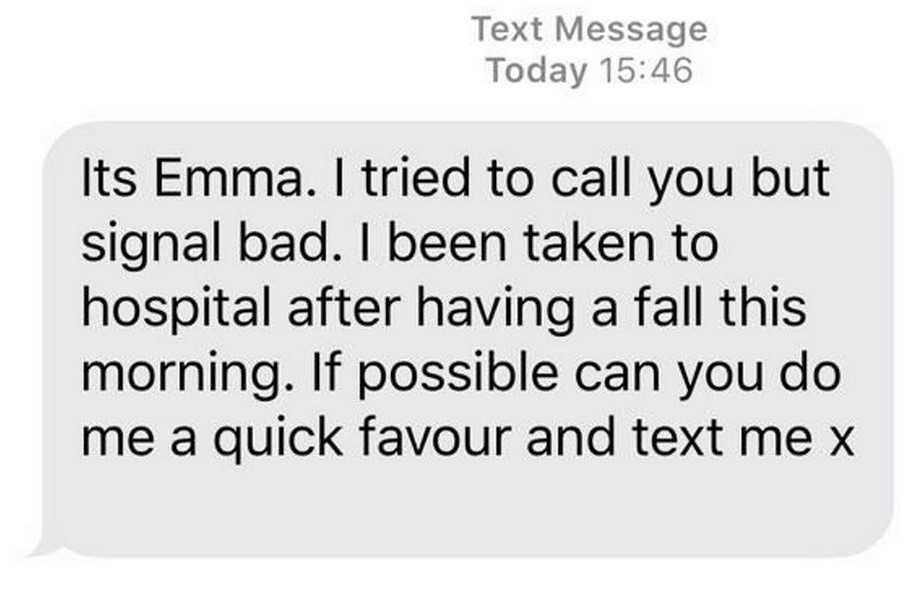 Text Message
Today 15:46
Its Emma. I tried to call you but
signal bad. I been taken to
hospital after having a fall this
morning. If possible can you do
me a quick favour and text me x